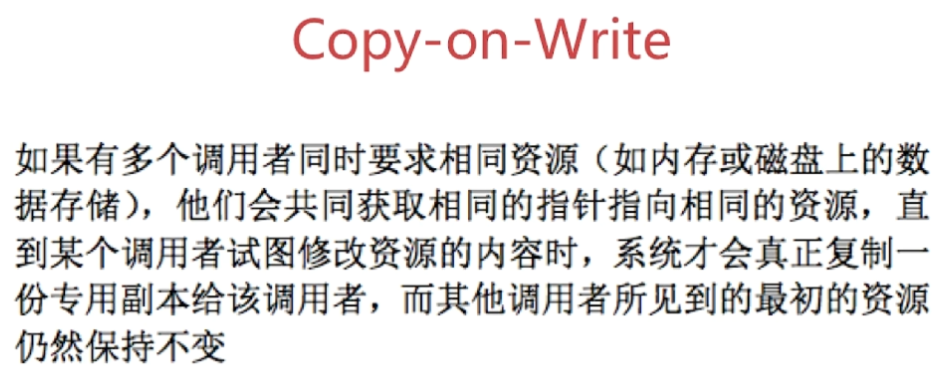 Copy-on-Write
如果有多个调用者同时要求相同资源（如内存或磁盘上的数
据存储），他们会共同获取相同的指针指向相同的资源，直
到某个调用者试图修改资源的内容时，系统才会真正复制一
份专用副本给该调用者，而其他调用者所见到的最初的资源
仍然保持不变